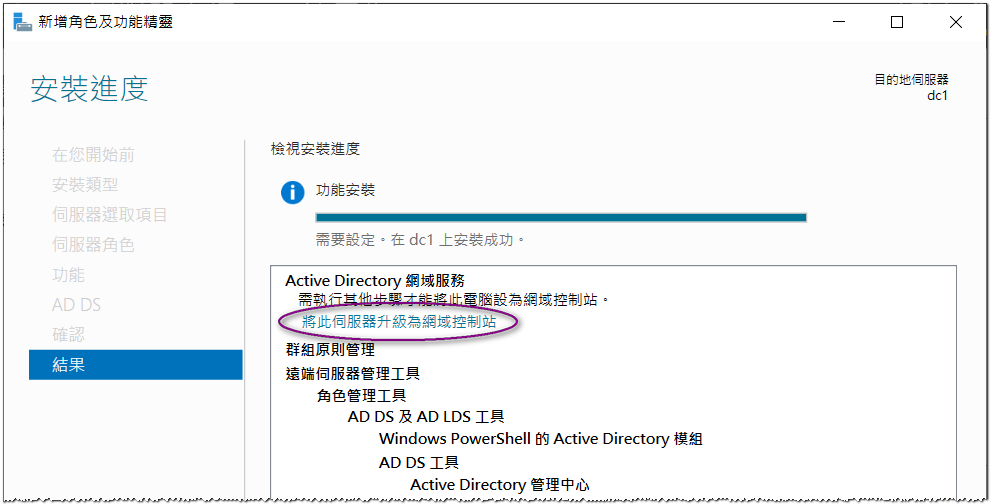 新增角色及功能精靈
安裝進度
目的地伺服器
dc1
在您開始前
安裝類型
伺服器選取項目
伺服器角色
功能
AD DS
確認
結果
檢視安裝進度
功能安裝
需要設定。在 dc1 上安裝成功。
Active Directory 網域服務
需執行其他步驟才能將此電腦設為網域控制站。
將此伺服器升級為網域控制站
群組原則管理
遠端伺服器管理工具
角色管理工具
AD DS 及 AD LDS 工具
Windows PowerShell 的 Active Directory 模組
AD DS 工具
Active Directory 管理中心